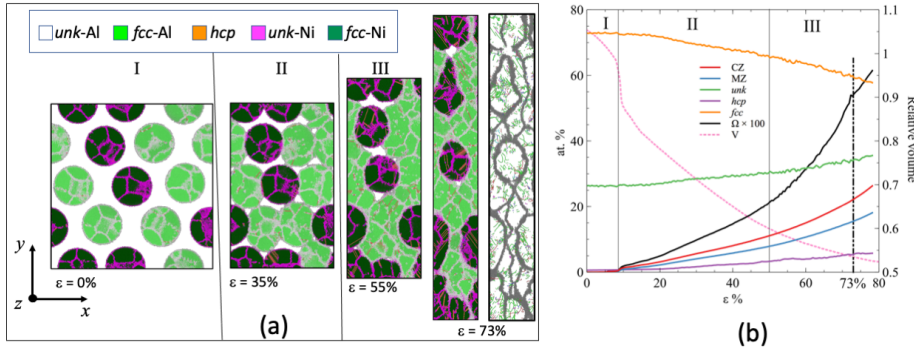 unk-Al
fcc-Al
hcp
unk-Ni
fcc-Ni
I
II
III
y
z
x
ε = 0%
ε = 35%
ε = 55%
ε = 73%
(a)
I
II
III
at. %
80
60
40
20
0
CZ
MZ
unk
hcp
fcc
Ω × 100
V
1.1
1.0
0.9
0.8
0.7
0.6
0.5
Relative volume
0
20
40
60
73%
80
ε %
(b)